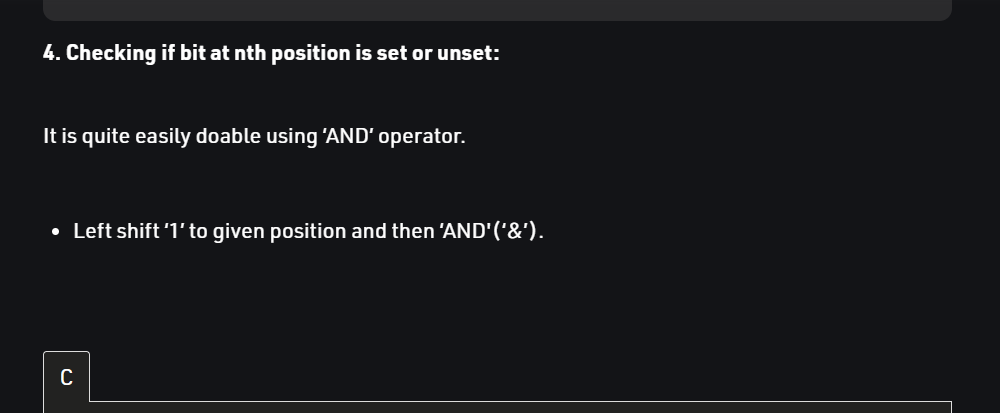 4. Checking if bit at nth position is set or unset:
It is quite easily doable using ‘AND’ operator.
• Left shift ‘1’ to given position and then ‘AND'(‘&’).
C